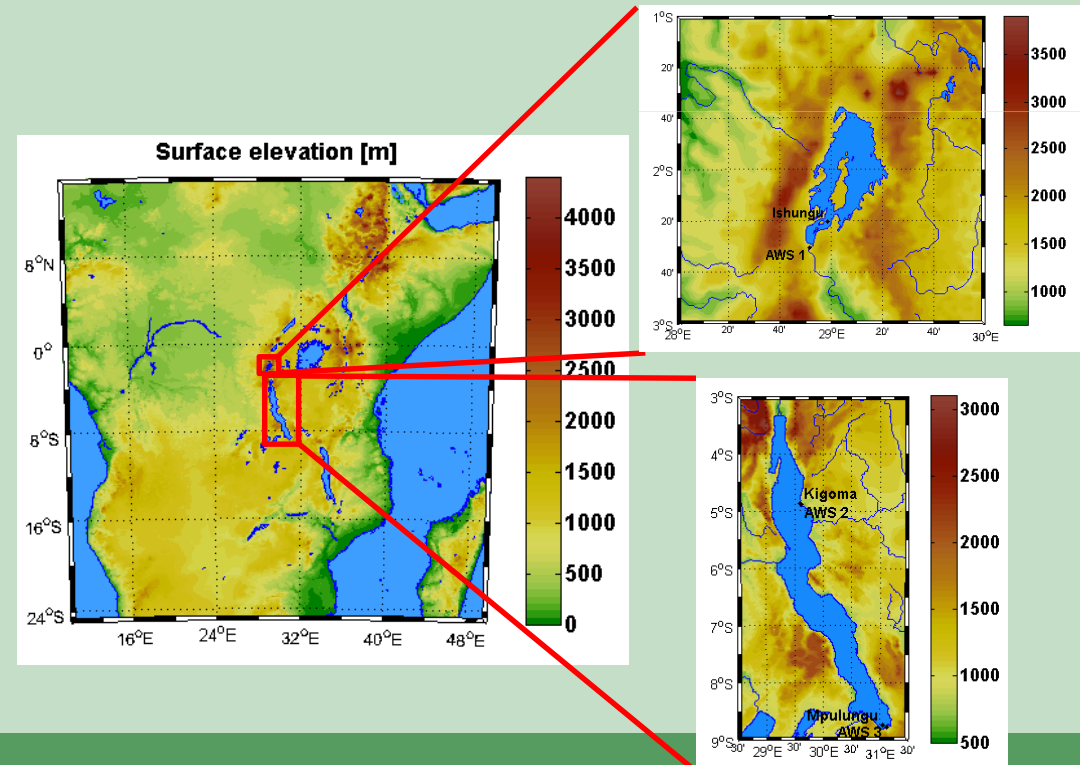 Surface elevation [m]
8°N
0°
8°S
16°S
24°S
16°E
24°E
32°E
40°E
48°E
4000
3500
3000
2500
2000
1500
1000
500
0
1°S
20'
40'
2°S
20'
40'
3°S
28°E
20'
40'
29°E
20'
40'
30°E
Ishungu
AWS 1
3500
3000
2500
2000
1500
1000
3°S
4°S
5°S
6°S
7°S
8°S
9°S
30'
29°E
30'
30°E
30'
31°E
30'
Kigoma
AWS 2
Mpulungu
AWS 3
3000
2500
2000
1500
1000
500